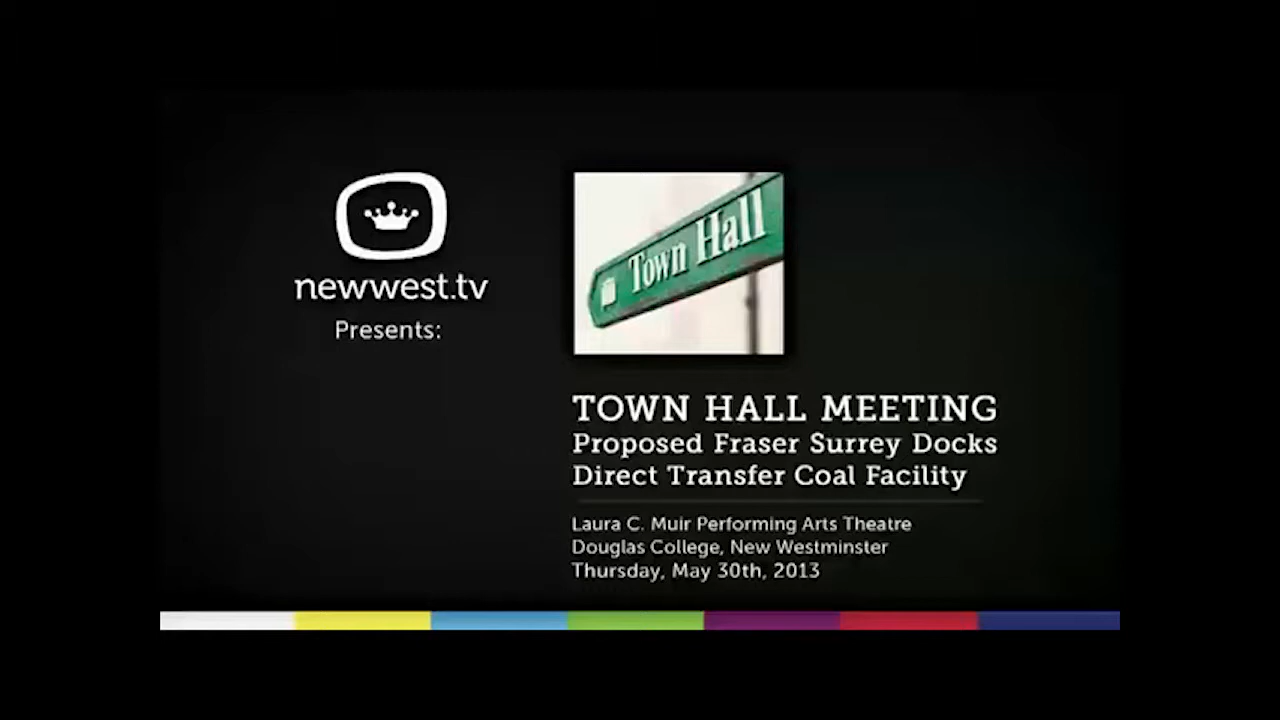 newwest.tv
Presents:
Town Hall
TOWN HALL MEETING
Proposed Fraser Surrey Docks
Direct Transfer Coal Facility
Laura C. Muir Performing Arts Theatre
Douglas College, New Westminster
Thursday, May 30th, 2013